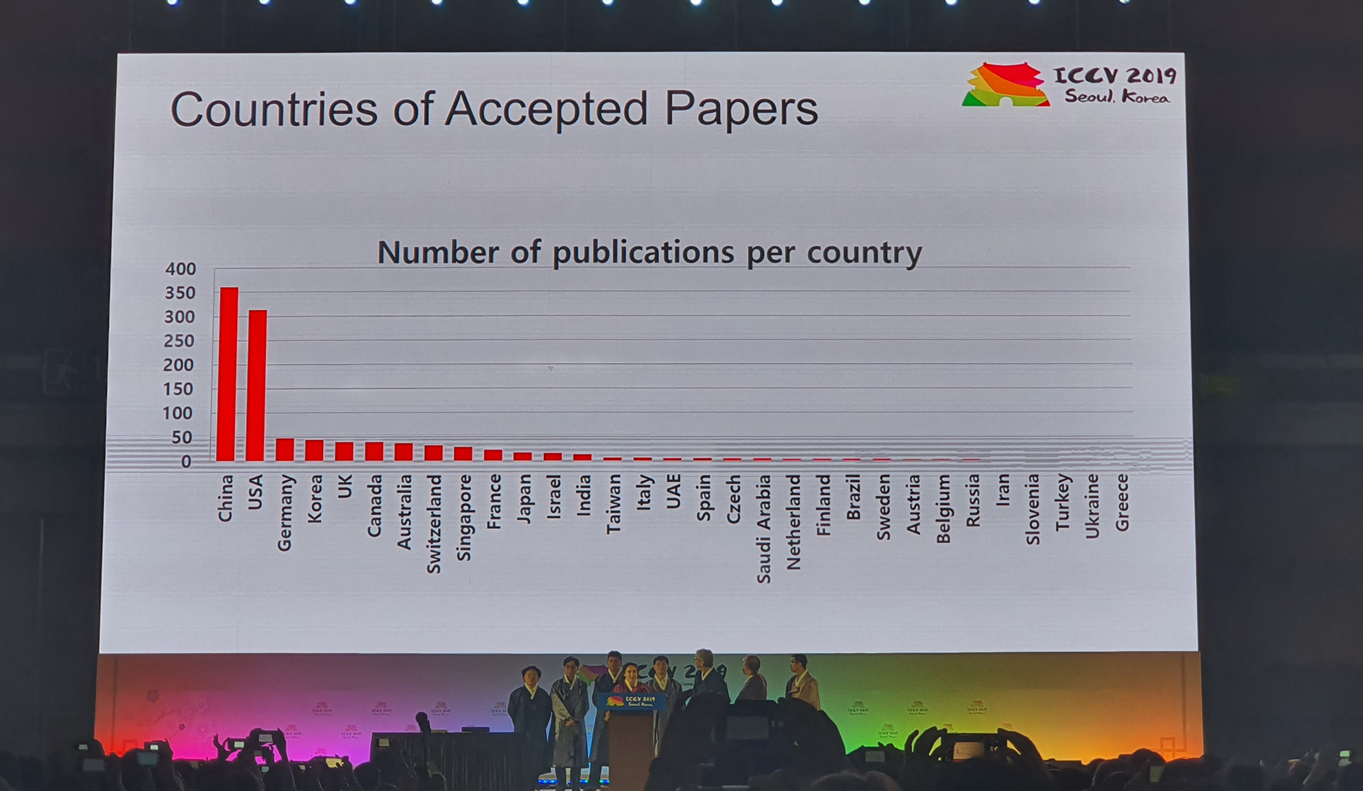 Countries of Accepted Papers
ICCV 2019
Seoul. Korea
Number of publications per country
400
350
300
250
200
150
100
50
0
China
USA
Germany
Korea
UK
Canada
Australia
Switzerland
Singapore
France
Japan
Israel
India
Taiwan
Italy
UAE
Spain
Czech
Saudi Arabia
Netherland
Finland
Brazil
Sweden
Austria
Belgium
Russia
Iran
Slovenia
Turkey
Ukraine
Greece
ICCV 2019
Seoul. Korea